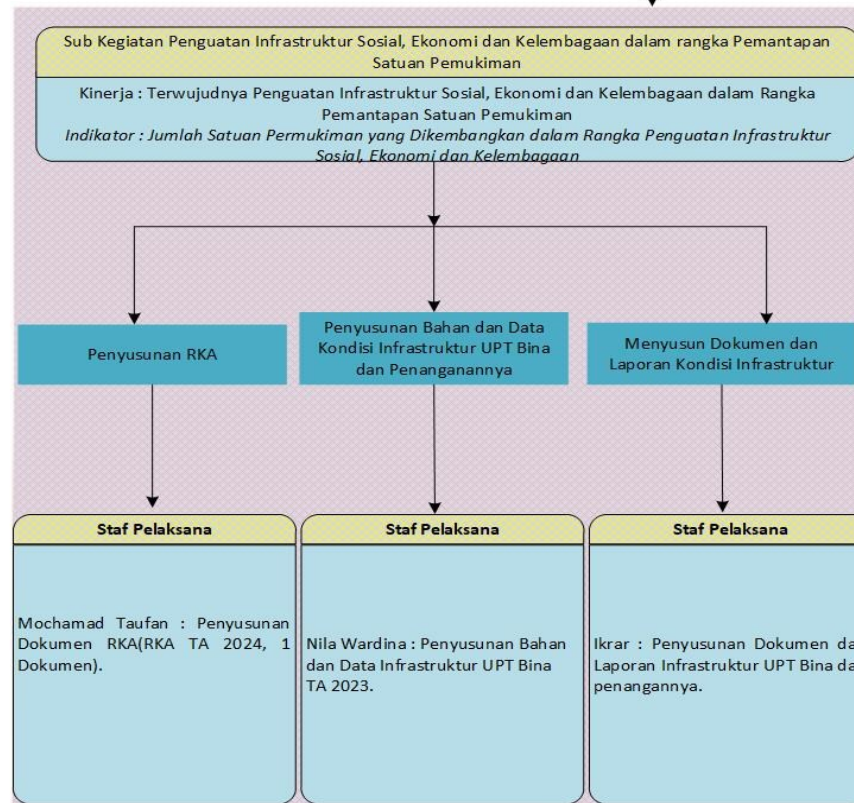 Sub Kegiatan Penguatan Infrastruktur Sosial, Ekonomi dan Kelembagaan dalam rangka Pemantapan
Satuan Pemukiman
Kinerja : Terwujudnya Penguatan Infrastruktur Sosial, Ekonomi dan Kelembagaan dalam Rangka
Pemantapan Satuan Pemukiman
Indikator : Jumlah Satuan Permukiman yang Dikembangkan dalam Rangka Penguatan Infrastruktur
Sosial, Ekonomi dan Kelembagaan
Penyusunan RKA
Penyusunan Bahan dan Data
Kondisi Infrastruktur UPT Bina
dan Penanganannya
Menyusun Dokumen dan
Laporan Kondisi Infrastruktur
Staf Pelaksana
Mochamad Taufan : Penyusunan
Dokumen RKA(RKA TA 2024, 1
Dokumen).
Staf Pelaksana
Nila Wardina : Penyusunan Bahan
dan Data Infrastruktur UPT Bina
TA 2023.
Staf Pelaksana
Ikrar : Penyusunan Dokumen da
Laporan Infrastruktur UPT Bina da
penangannya.